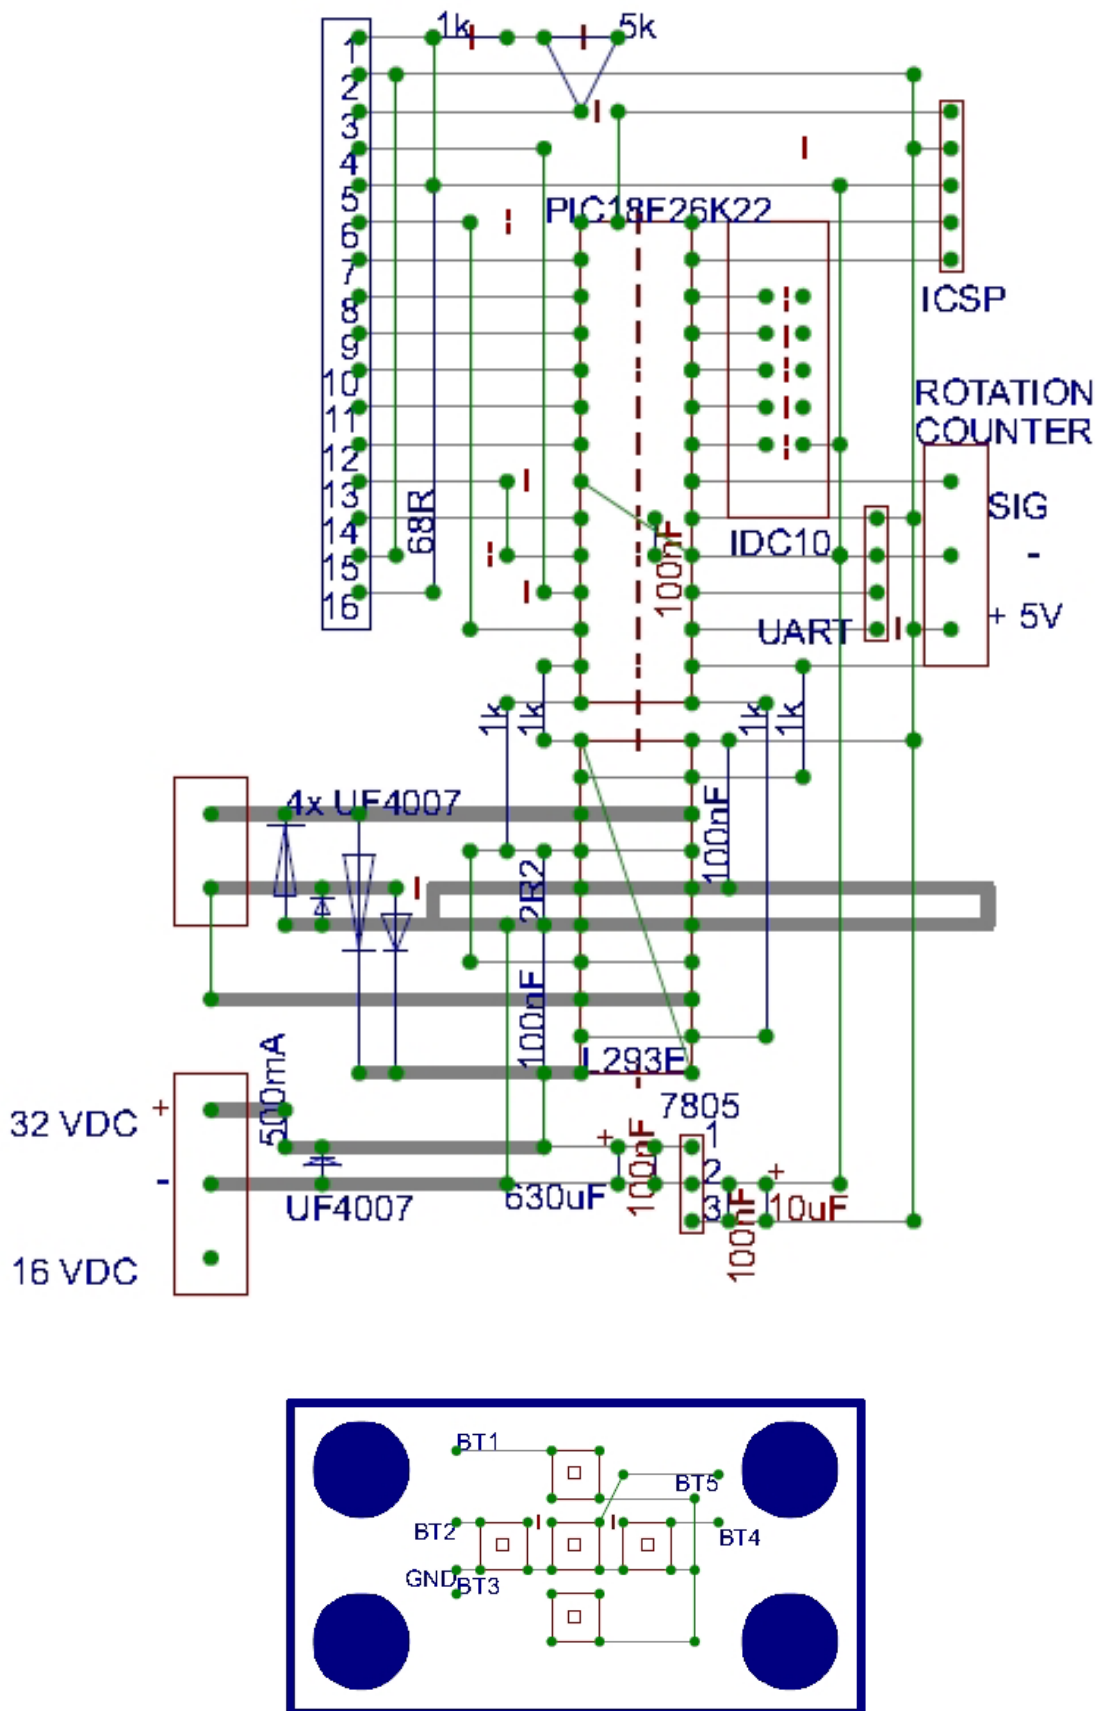 1k
5k
1
2
3
4
5
6
7
8
9
10
11
12
13
14
15
16
PIC18F26K22
ICSP
ROTATION
COUNTER
SIG
-
+ 5V
68R
100nF
IDC10
UART
1k
1k
1k
1k
4x UF4007
100nF
2R2
100nF
L293E
500mA
32 VDC
+
-
16 VDC
UF4007
7805
1
2
3
+
630uF
100nF
100nF
+
10uF
BT1
BT5
BT2
BT4
GND
BT3